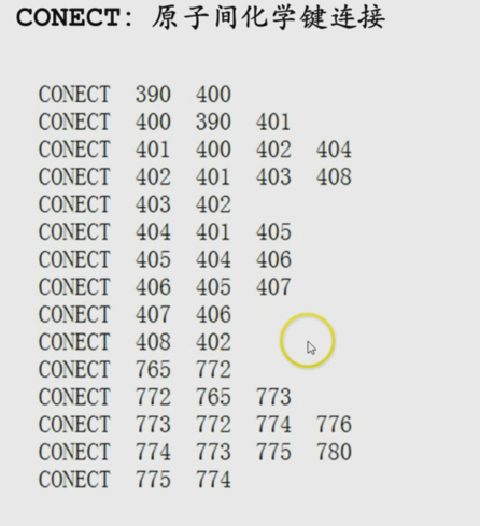 CONECT: 原子间化学键连接
CONECT 390 400
CONECT 400 390 401
CONECT 401 400 402 404
CONECT 402 401 403 408
CONECT 403 402
CONECT 404 401 405
CONECT 405 404 406
CONECT 406 405 407
CONECT 407 406
CONECT 408 402
CONECT 765 772
CONECT 772 765 773
CONECT 773 772 774 776
CONECT 774 773 775 780
CONECT 775 774